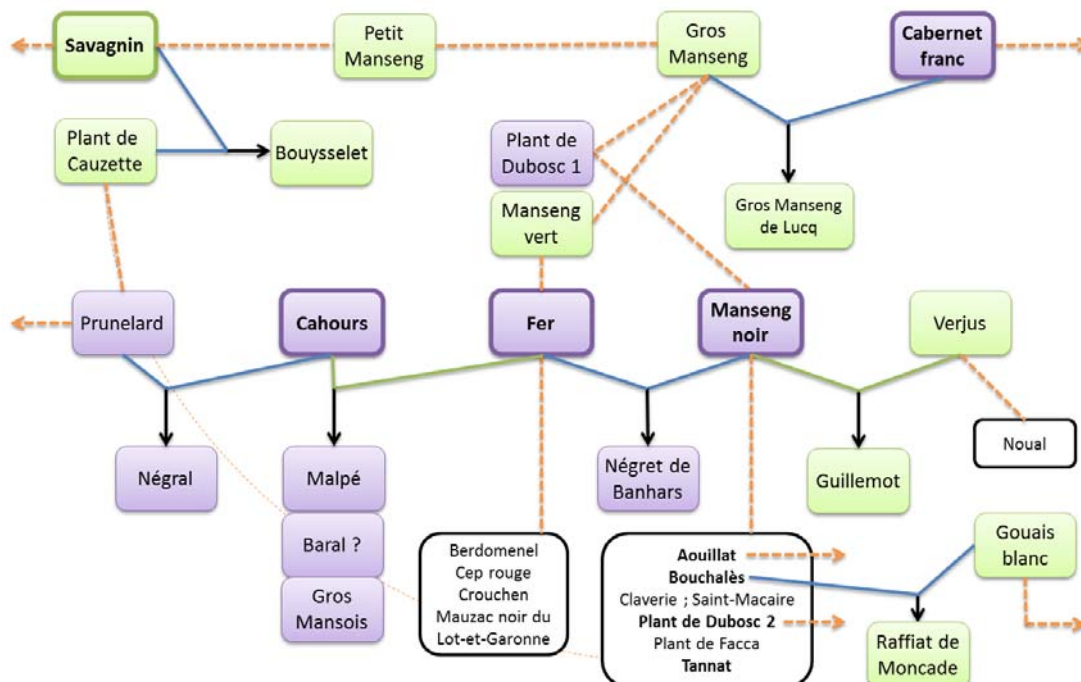 Savagnin
Petit
Manseng
Gros
Manseng
Cabernet
franc
Plant de
Cauzette
Bouysselet
Plant de
Dubosc 1
Manseng
vert
Gros Manseng
de Lucq
Prunelard
Cahours
Fer
Manseng
noir
Verjus
Négral
Malpé
Négret de
Banhars
Guillemot
Noual
Baral ?
Gros
Mansois
Berdomenel
Cep rouge
Crouchen
Mauzac noir du
Lot-et-Garonne
Aouillat
Bouchalès
Claverie ; Saint-Macaire
Plant de Dubosc 2
Plant de Facca
Tannat
Gouais
blanc
Raffiat de
Moncade